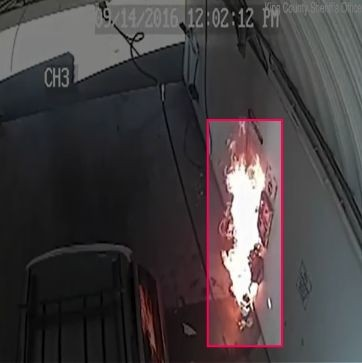 King County Sheriff's Office
09/14/2016 12:02:12 PM
CH3